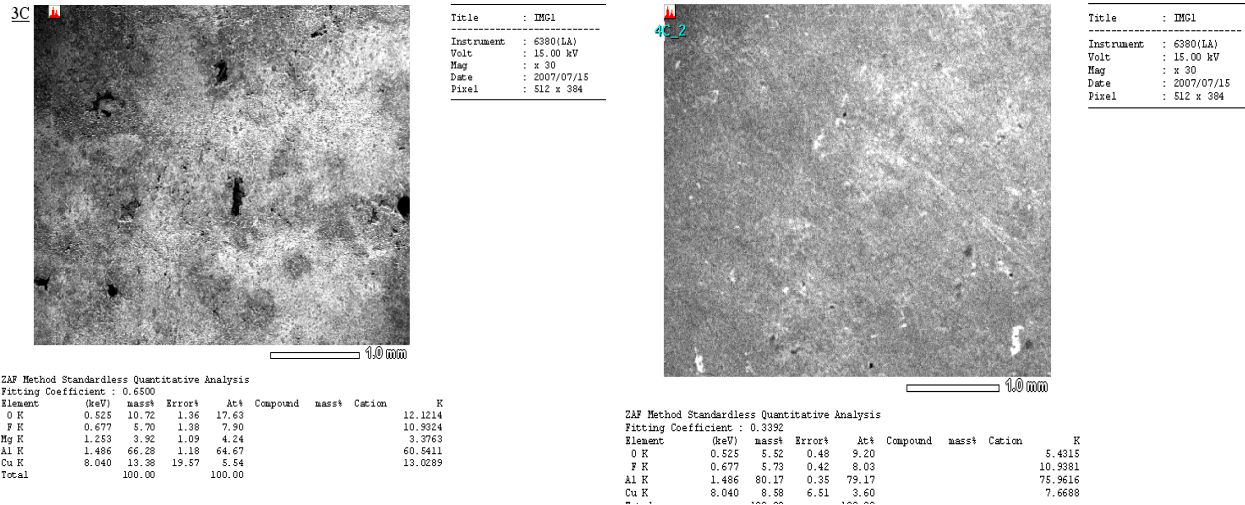 3C
Title : IMG1
---------------------------
Instrument : 6380(LA)
Volt : 15.00 kV
Mag : x 30
Date : 2007/07/15
Pixel : 512 x 384
1.0 mm
ZAF Method Standardless Quantitative Analysis
Fitting Coefficient : 0.6500
Element (keV) mass% Error% At% Compound mass% Cation K
O K 0.525 10.72 1.36 17.63 12.1214
F K 0.677 5.70 1.38 7.90 10.9324
Mg K 1.253 3.92 1.09 4.24 3.3763
Al K 1.486 66.28 1.18 64.67 60.5411
Cu K 8.040 13.38 19.57 5.54 13.0289
Total 100.00 100.00
4C_2
Title : IMG1
---------------------------
Instrument : 6380(LA)
Volt : 15.00 kV
Mag : x 30
Date : 2007/07/15
Pixel : 512 x 384
1.0 mm
ZAF Method Standardless Quantitative Analysis
Fitting Coefficient : 0.3392
Element (keV) mass% Error% At% Compound mass% Cation K
O K 0.525 5.52 0.48 9.20 5.4315
F K 0.677 5.73 0.42 8.03 10.9381
Al K 1.486 80.17 0.35 79.17 75.9616
Cu K 8.040 8.58 6.51 3.60 7.6688